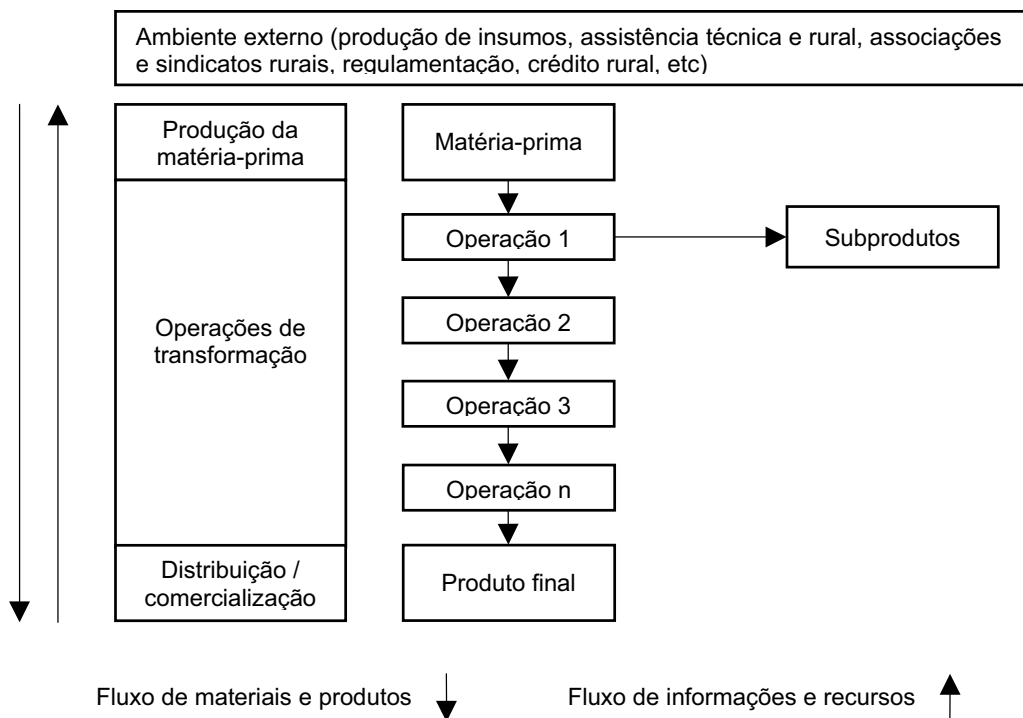 Ambiente externo (produção de insumos, assistência técnica e rural, associações
e sindicatos rurais, regulamentação, crédito rural, etc)
Produção da
matéria-prima
Matéria-prima
Operação 1
Subprodutos
Operação 2
Operações de
transformação
Operação 3
Operação n
Distribuição /
comercialização
Produto final
Fluxo de materiais e produtos
Fluxo de informações e recursos